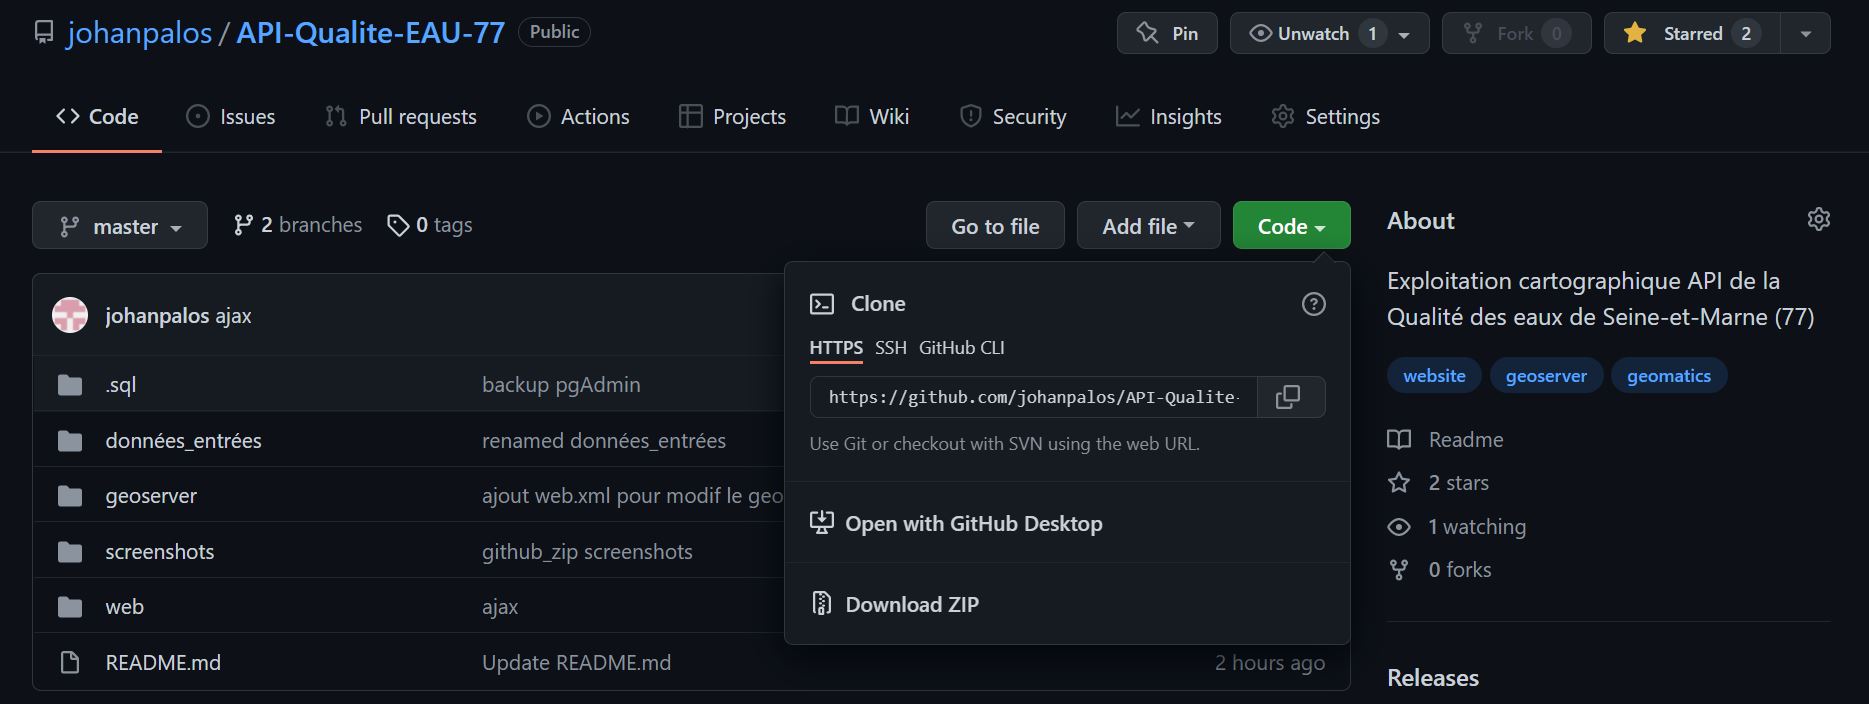 johanpalos / API-Qualite-EAU-77 Public
Pin Unwatch 1 Fork 0 Starred 2
Code Issues Pull requests Actions Projects Wiki Security Insights Settings
master 2 branches 0 tags Go to file Add file Code
johanpalos ajax
.sql backup pgAdmin
données_entrées renamed données_entrées
geoserver ajout web.xml pour modif le geo
screenshots github_zip screenshots
web ajax
README.md Update README.md 2 hours ago
Clone
HTTPS SSH GitHub CLI
https://github.com/johanpalos/API-Qualite-
Use Git or checkout with SVN using the web URL.
Open with GitHub Desktop
Download ZIP
About
Exploitation cartographique API de la
Qualité des eaux de Seine-et-Marne (77)
website geoserver geomatics
Readme
2 stars
1 watching
0 forks
Releases